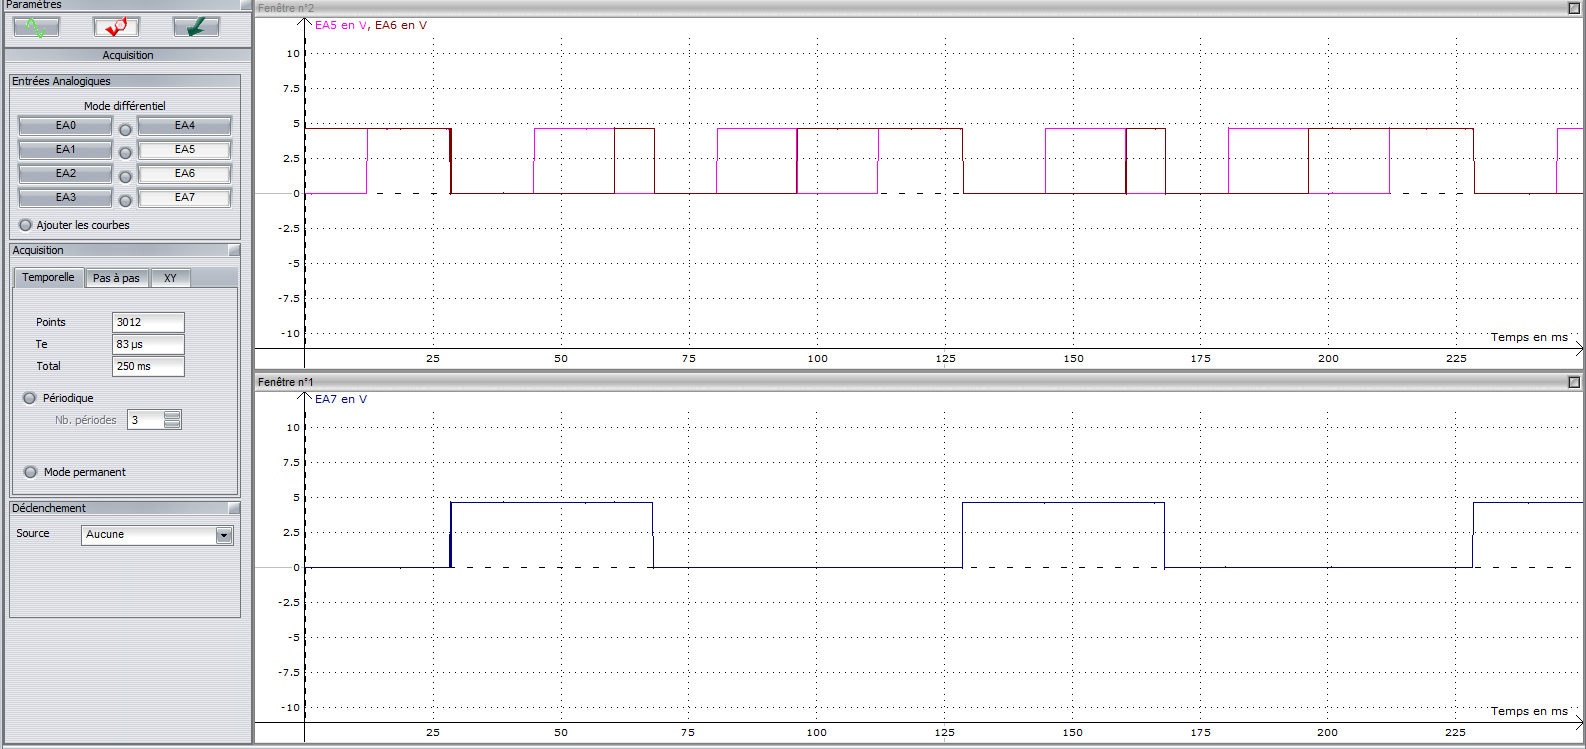 Paramètres
Acquisition
Entrées Analogiques
Mode différentiel
EA0 EA4
EA1 EA5
EA2 EA6
EA3 EA7
Ajouter les courbes
Acquisition
Temporelle Pas à pas XY
Points 3012
Te 83 µs
Total 250 ms
Périodique
Nb. périodes 3
Mode permanent
Déclenchement
Source Aucune
Fenêtre n°2
EA5 en V, EA6 en V
10
7.5
5
2.5
0
-2.5
-5
-7.5
-10
Temps en ms
25 50 75 100 125 150 175 200 225
Fenêtre n°1
EA7 en V
10
7.5
5
2.5
0
-2.5
-5
-7.5
-10
Temps en ms
25 50 75 100 125 150 175 200 225